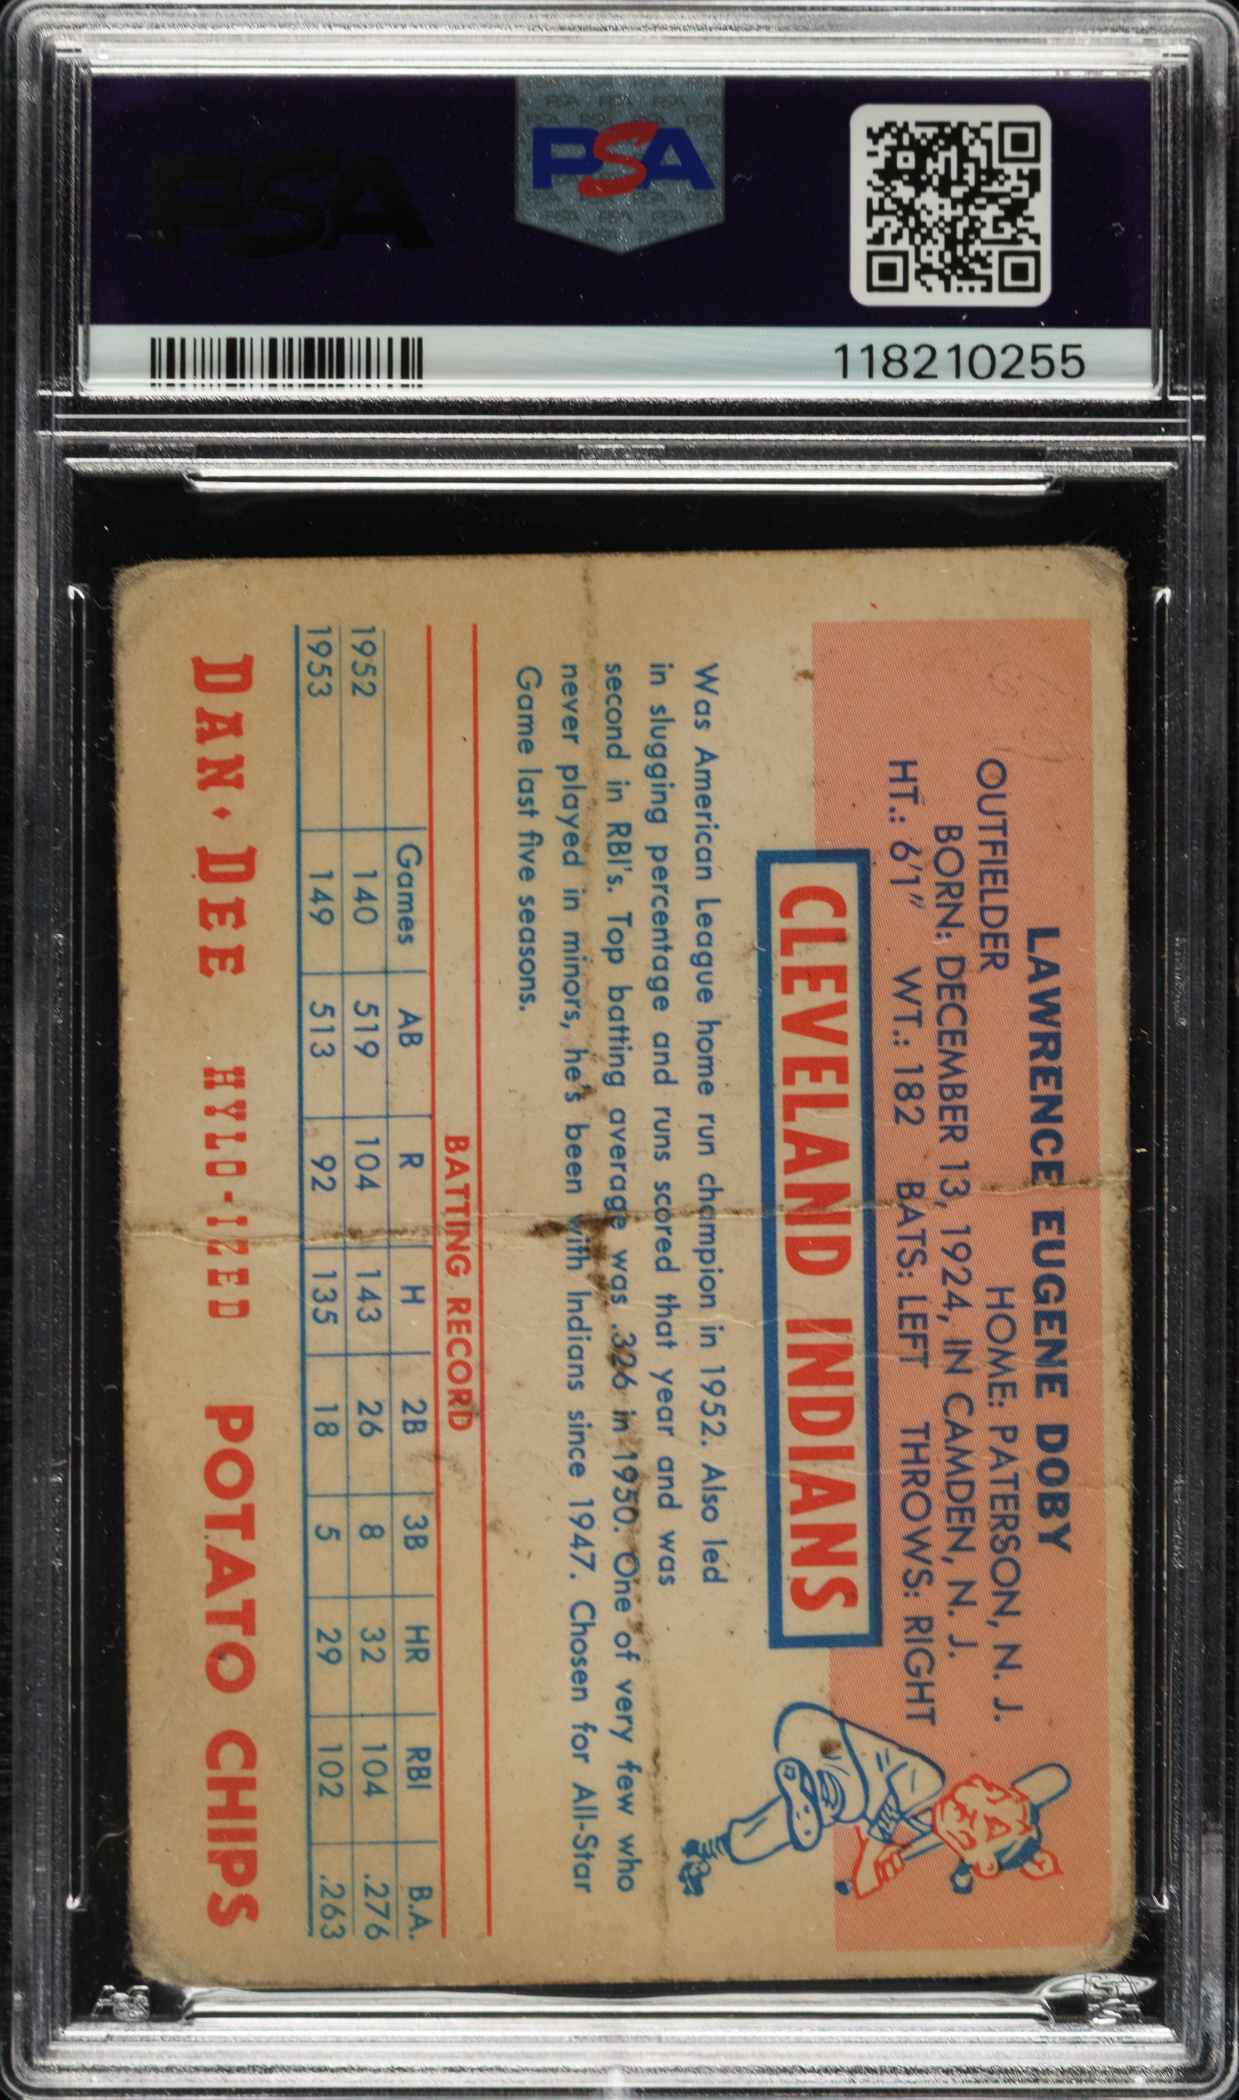 PSA
PSA
118210255
LAWRENCE EUGENE DOBY
OUTFIELDER HOME: PATERSON, N. J.
BORN: DECEMBER 13, 1924, IN CAMDEN, N. J.
HT.: 6'1" WT.: 182 BATS: LEFT THROWS: RIGHT
CLEVELAND INDIANS
Was American League home run champion in 1952. Also led
in slugging percentage and runs scored that year and was
second in RBI's. Top batting average was .326 in 1950. One of very few who
never played in minors, he's been with Indians since 1947. Chosen for All-Star
Game last five seasons.
BATTING RECORD
Games AB R H 2B 3B HR RBI B.A.
1952 140 519 104 143 26 8 32 104 .276
1953 149 513 92 135 18 5 29 102 .263
DAN·DEE HYLO-IZED POTATO CHIPS